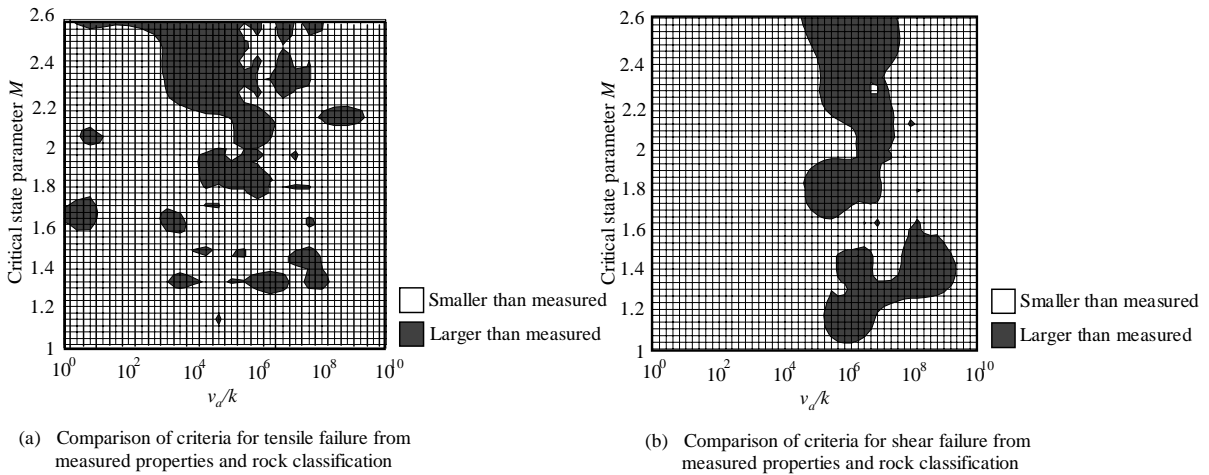 2.6
2.4
2.2
2
1.8
1.6
1.4
1.2
1
Critical state parameter M
10^0
10^2
10^4
10^6
10^8
10^10
v_a/k
Smaller than measured
Larger than measured
(a) Comparison of criteria for tensile failure from
measured properties and rock classification
2.6
2.4
2.2
2
1.8
1.6
1.4
1.2
1
Critical state parameter M
10^0
10^2
10^4
10^6
10^8
10^10
v_a/k
Smaller than measured
Larger than measured
(b) Comparison of criteria for shear failure from
measured properties and rock classification